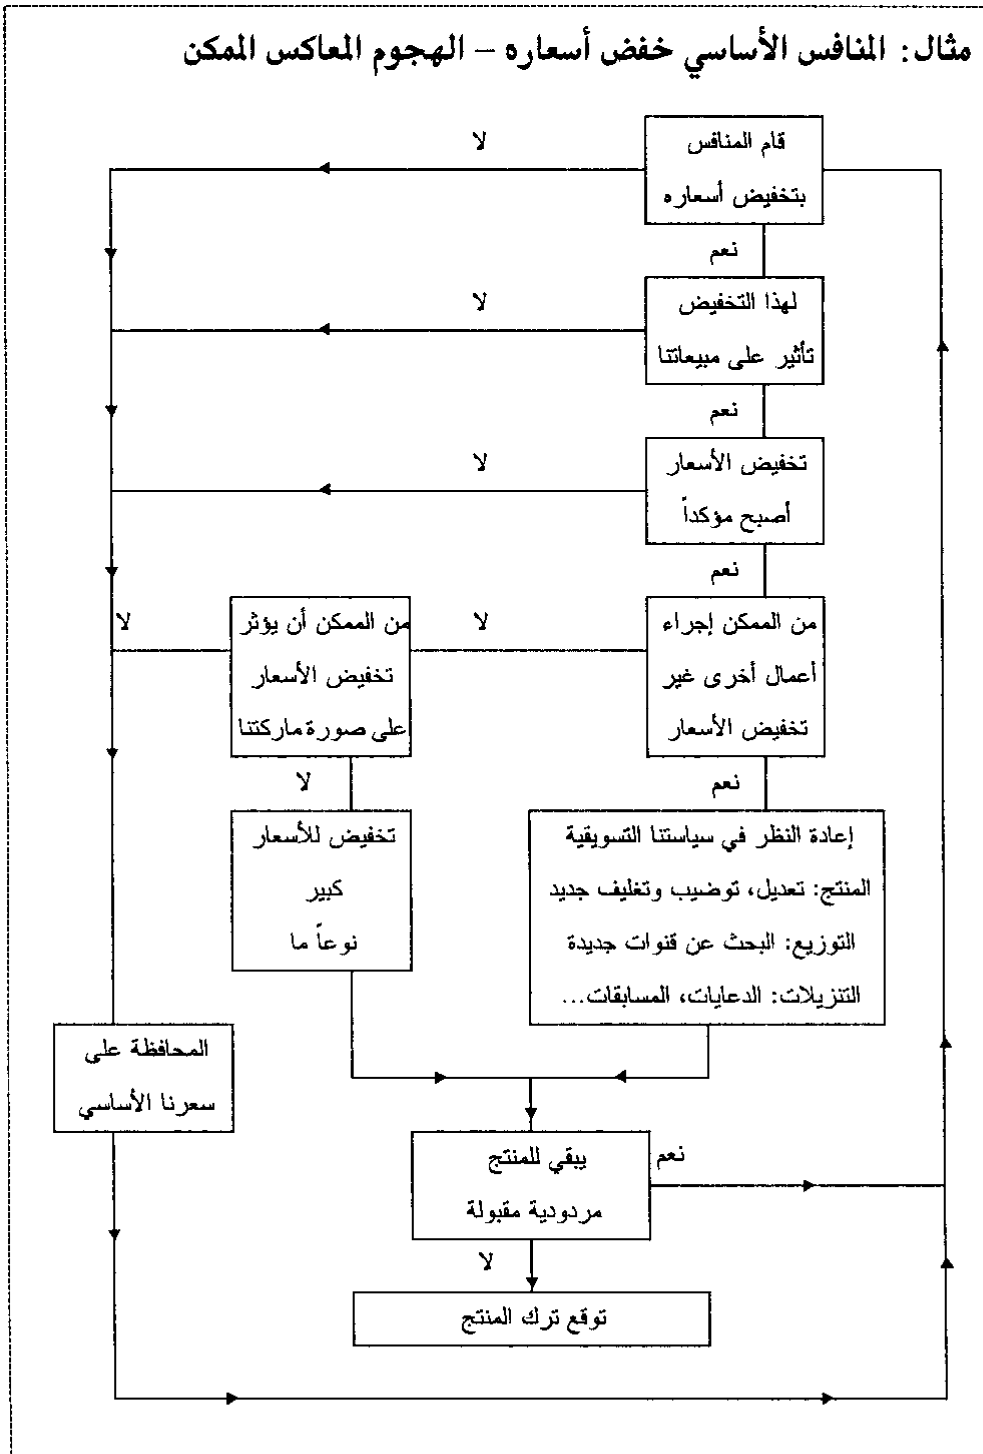 مثال: المنافس الأساسي خفض أسعاره – الهجوم المعاكس الممكن
قام المنافس
بتخفيض أسعاره
لا
نعم
لهذا التخفيض
تأثير على مبيعاتنا
لا
نعم
تخفيض الأسعار
أصبح مؤكداً
لا
نعم
من الممكن إجراء
أعمال أخرى غير
تخفيض الأسعار
لا
من الممكن أن يؤثر
تخفيض الأسعار
على صورة ماركتنا
لا
نعم
لا
إعادة النظر في سياستنا التسويقية
المنتج: تعديل، توضيب وتغليف جديد
التوزيع: البحث عن قنوات جديدة
التنزيلات: الدعايات، المسابقات...
تخفيض للأسعار
كبير
نوعاً ما
المحافظة على
سعرنا الأساسي
يبقي للمنتج
مردودية مقبولة
نعم
لا
توقع ترك المنتج